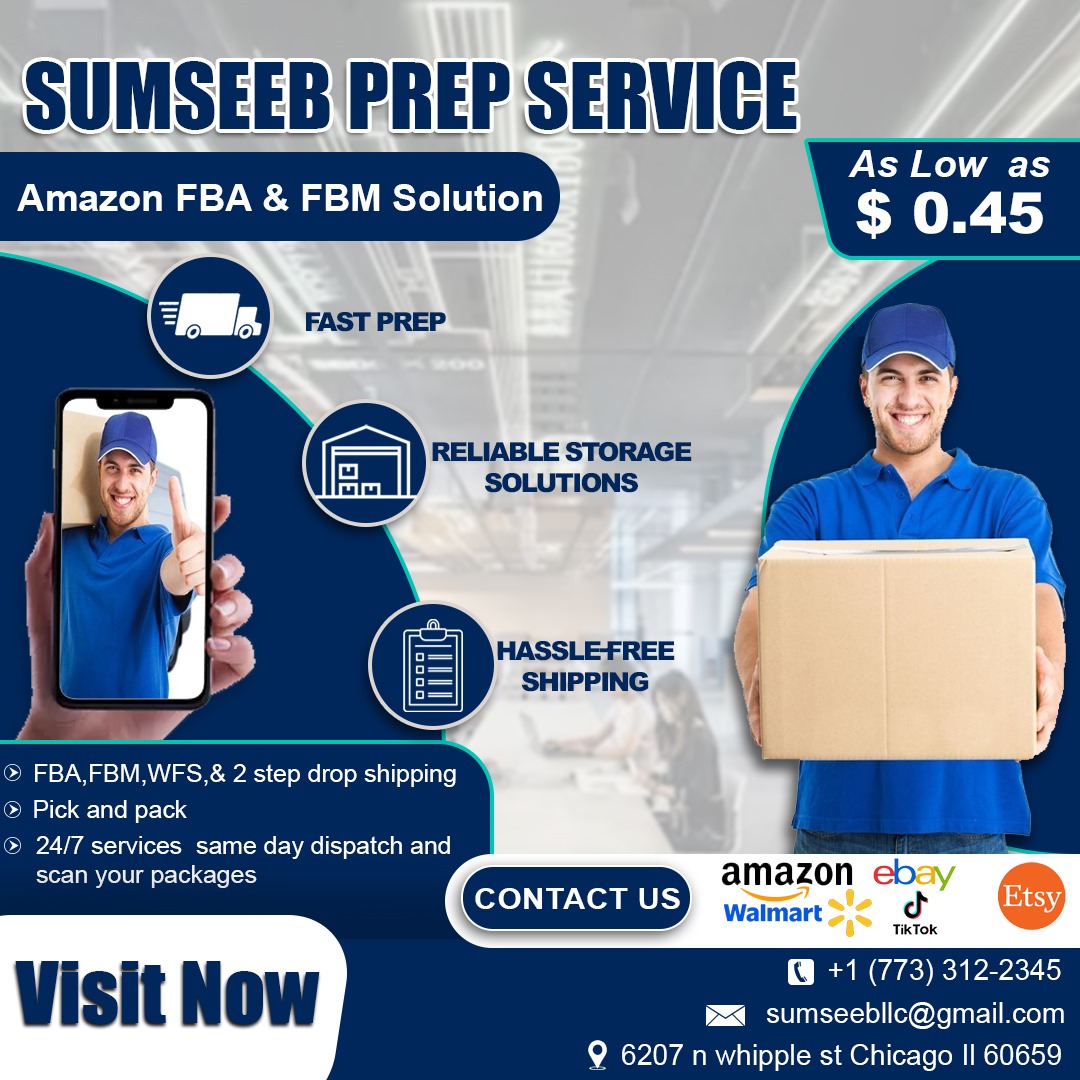 SUMSEEB PREP SERVICE
Amazon FBA & FBM Solution
As Low as
$ 0.45
FAST PREP
RELIABLE STORAGE
SOLUTIONS
HASSLE-FREE
SHIPPING
FBA,FBM,WFS,& 2 step drop shipping
Pick and pack
24/7 services same day dispatch and
scan your packages
CONTACT US
amazon
ebay
Walmart
TikTok
Etsy
Visit Now
+1 (773) 312-2345
sumseebllc@gmail.com
6207 n whipple st Chicago Il 60659